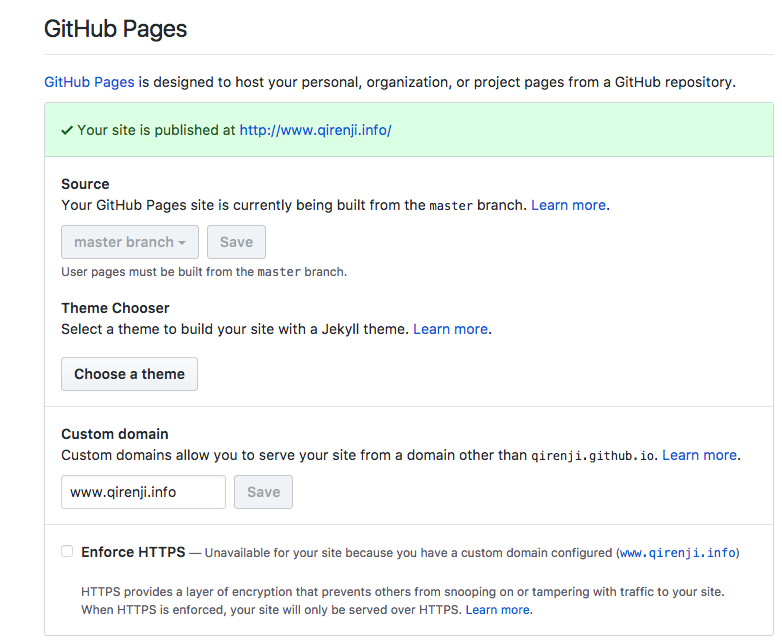 GitHub Pages
GitHub Pages is designed to host your personal, organization, or project pages from a GitHub repository.
✓ Your site is published at http://www.qirenji.info/
Source
Your GitHub Pages site is currently being built from the master branch. Learn more.
master branch Save
User pages must be built from the master branch.
Theme Chooser
Select a theme to build your site with a Jekyll theme. Learn more.
Choose a theme
Custom domain
Custom domains allow you to serve your site from a domain other than qirenji.github.io. Learn more.
www.qirenji.info Save
Enforce HTTPS — Unavailable for your site because you have a custom domain configured (www.qirenji.info)
HTTPS provides a layer of encryption that prevents others from snooping on or tampering with traffic to your site.
When HTTPS is enforced, your site will only be served over HTTPS. Learn more.